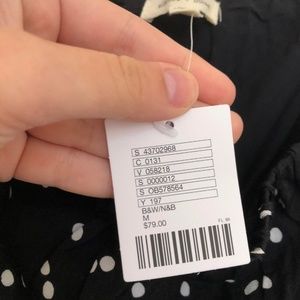 S 43702968
C 0131
V 058218
S 0000012
S OB578564
Y 197
B&W/N&B
M
$79.00